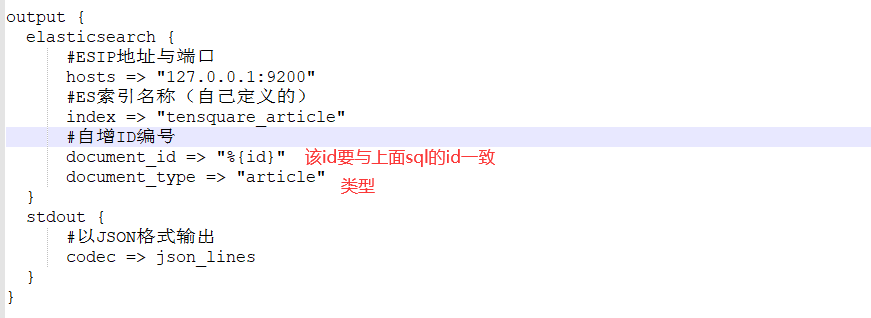 output {
  elasticsearch {
      #ESIP地址与端口
      hosts => "127.0.0.1:9200"
      #ES索引名称（自己定义的）
      index => "tensquare_article"
      #自增ID编号
      document_id => "%{id}"  该id要与上面sql的id一致
      document_type => "article"  类型
  }
  stdout {
      #以JSON格式输出
      codec => json_lines
  }
}